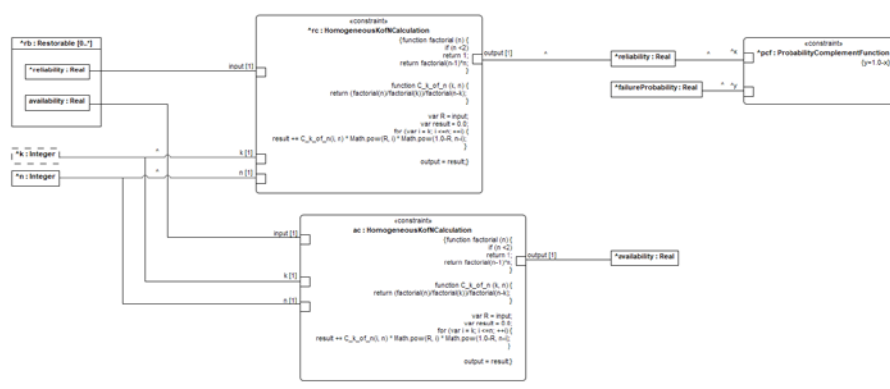 «constraint»
*rc : HomogeneousKofNCalculation
{function factorial (n) {
if (n <2)
return 1;
return factorial(n-1)*n;
}
function C_k_of_n (k, n) {
return (factorial(n)/factorial(k))/factorial(n-k);
}
var R = input;
var result = 0.0;
for (var i = k; i <=n; ++i) {
result += C_k_of_n(i, n) * Math.pow(R, i) * Math.pow(1.0-R, n-i);
}
output = result;}
*rb : Restorable [0..*]
*reliability : Real
availability : Real
*k : Integer
*n : Integer
input [1]
k [1]
n [1]
output [1]
^
^
^
*reliability : Real
*failureProbability : Real
^
*x
^
*y
«constraint»
*pcf : ProbabilityComplementFunction
{y=1.0-x}
«constraint»
ac : HomogeneousKofNCalculation
{function factorial (n) {
if (n <2)
return 1;
return factorial(n-1)*n;
}
function C_k_of_n (k, n) {
return (factorial(n)/factorial(k))/factorial(n-k);
}
var R = input;
var result = 0.0;
for (var i = k; i <=n; ++i) {
result += C_k_of_n(i, n) * Math.pow(R, i) * Math.pow(1.0-R, n-i);
}
output = result;}
input [1]
k [1]
n [1]
output [1]
*availability : Real